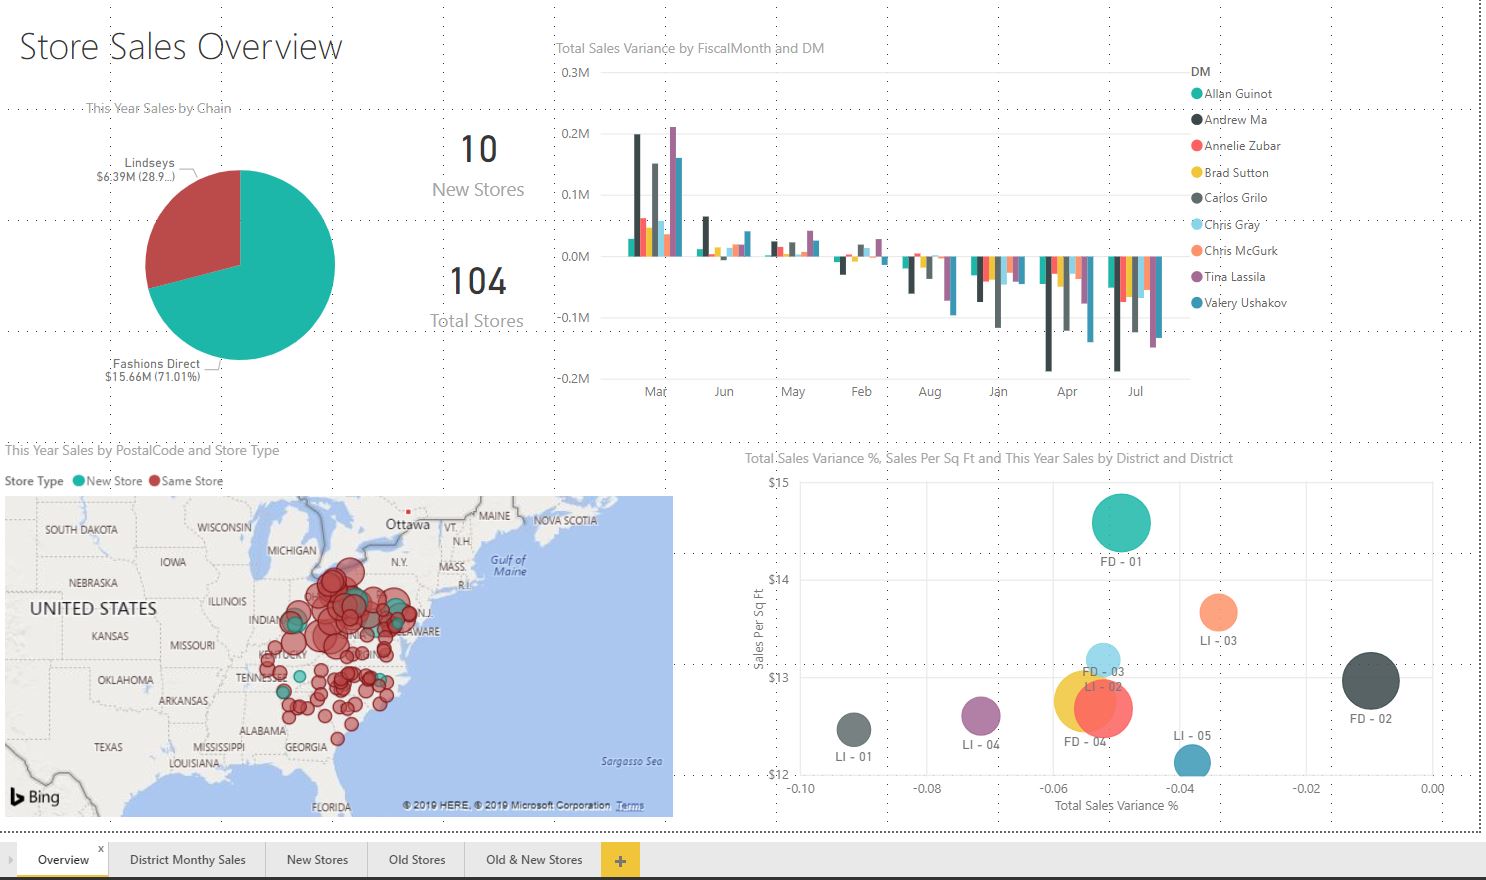 Store Sales Overview
This Year Sales by Chain
Lindseys
$6.39M (28.9...)
Fashions Direct
$15.66M (71.01%)
10
New Stores
104
Total Stores
Total Sales Variance by FiscalMonth and DM
0.3M
0.2M
0.1M
0.0M
-0.1M
-0.2M
Mar Jun May Feb Aug Jan Apr Jul
DM
Allan Guinot
Andrew Ma
Annelie Zubar
Brad Sutton
Carlos Grilo
Chris Gray
Chris McGurk
Tina Lassila
Valery Ushakov
This Year Sales by PostalCode and Store Type
Store Type New Store Same Store
Ottawa
MAINE
NOVA SCOTIA
SOUTH DAKOTA
WISCONSIN
VT.
N.H.
MICHIGAN
IOWA
N.Y.
MASS.
Gulf of
Maine
NEBRASKA
R.I.
UNITED STATES
ILLINOIS
N.J.
KANSAS
MISSOURI
KENTUCKY
OKLAHOMA
TENNESSEE
ARKANSAS
ALABAMA
TEXAS
MISSISSIPPI
GEORGIA
LOUISIANA
Sargasso Sea
FLORIDA
Bing
© 2019 HERE, © 2019 Microsoft Corporation Terms
Total Sales Variance %, Sales Per Sq Ft and This Year Sales by District and District
$15
$14
$13
$12
Sales Per Sq Ft
FD - 01
LI - 03
FD - 03
LI - 02
FD - 02
LI - 04
FD - 04
LI - 05
LI - 01
-0.10 -0.08 -0.06 -0.04 -0.02 0.00
Total Sales Variance %
Overview x District Monthy Sales New Stores Old Stores Old & New Stores +